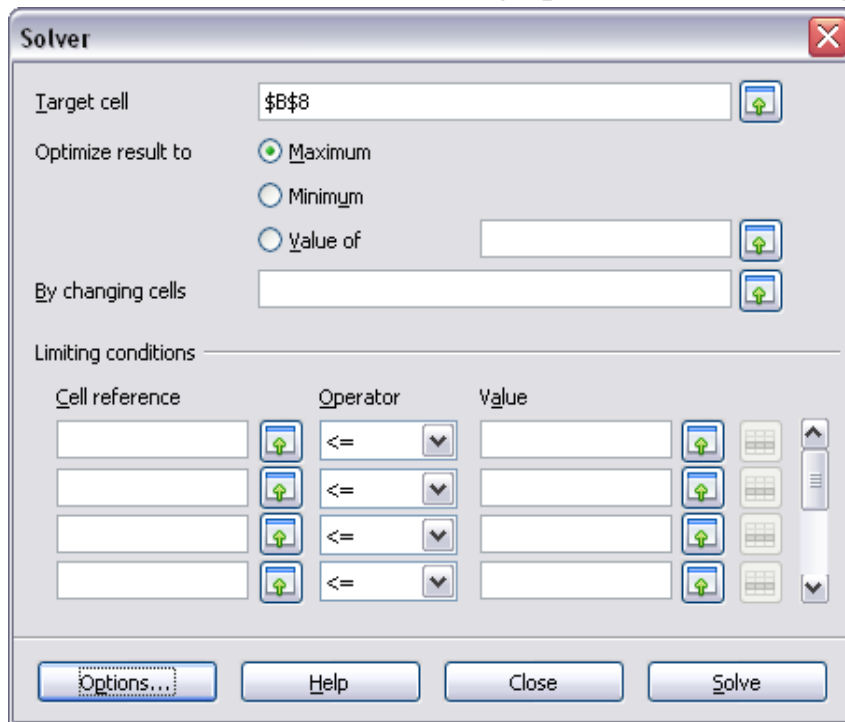 Solver
Target cell $B$8
Optimize result to Maximum
Minimum
Value of
By changing cells
Limiting conditions
Cell reference Operator Value
<=
<=
<=
<=
Options... Help Close Solve